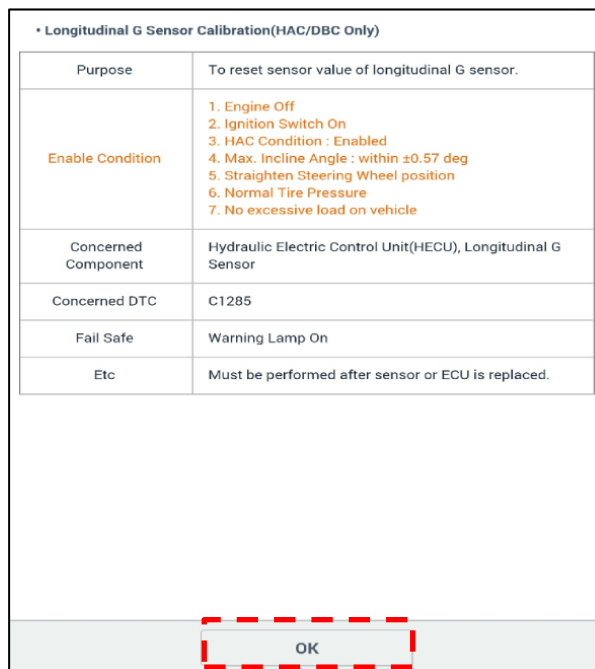 • Longitudinal G Sensor Calibration(HAC/DBC Only)
Purpose
To reset sensor value of longitudinal G sensor.
Enable Condition
1. Engine Off
2. Ignition Switch On
3. HAC Condition : Enabled
4. Max. Incline Angle : within ±0.57 deg
5. Straighten Steering Wheel position
6. Normal Tire Pressure
7. No excessive load on vehicle
Concerned
Component
Hydraulic Electric Control Unit(HECU), Longitudinal G
Sensor
Concerned DTC
C1285
Fail Safe
Warning Lamp On
Etc
Must be performed after sensor or ECU is replaced.
OK